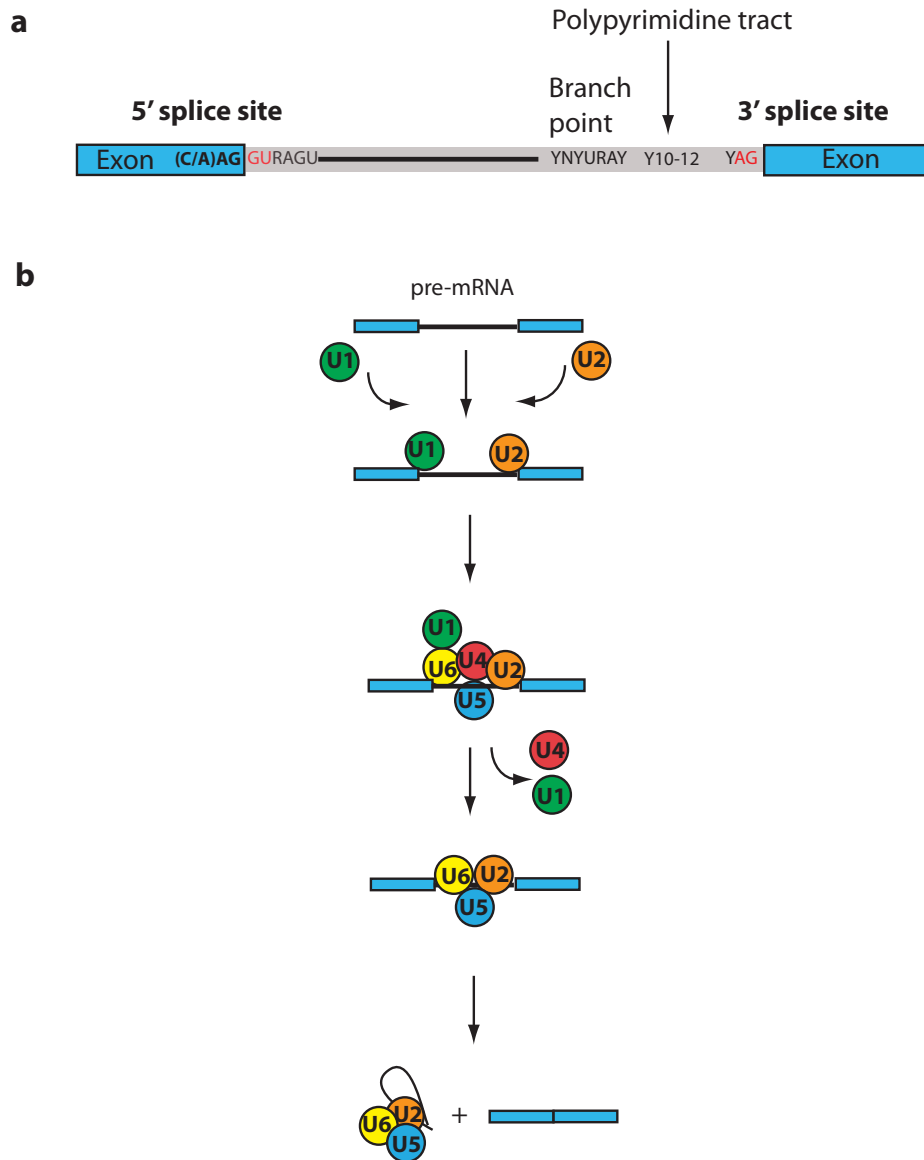 a
Polypyrimidine tract
Branch
point
5’ splice site
3’ splice site
Exon (C/A)AG GURAGU YNYURAY Y10-12 YAG Exon
b
pre-mRNA
U1
U2
U1
U2
U1
U6 U4 U2
U5
U4
U1
U6 U2
U5
U2
U6
U5
+